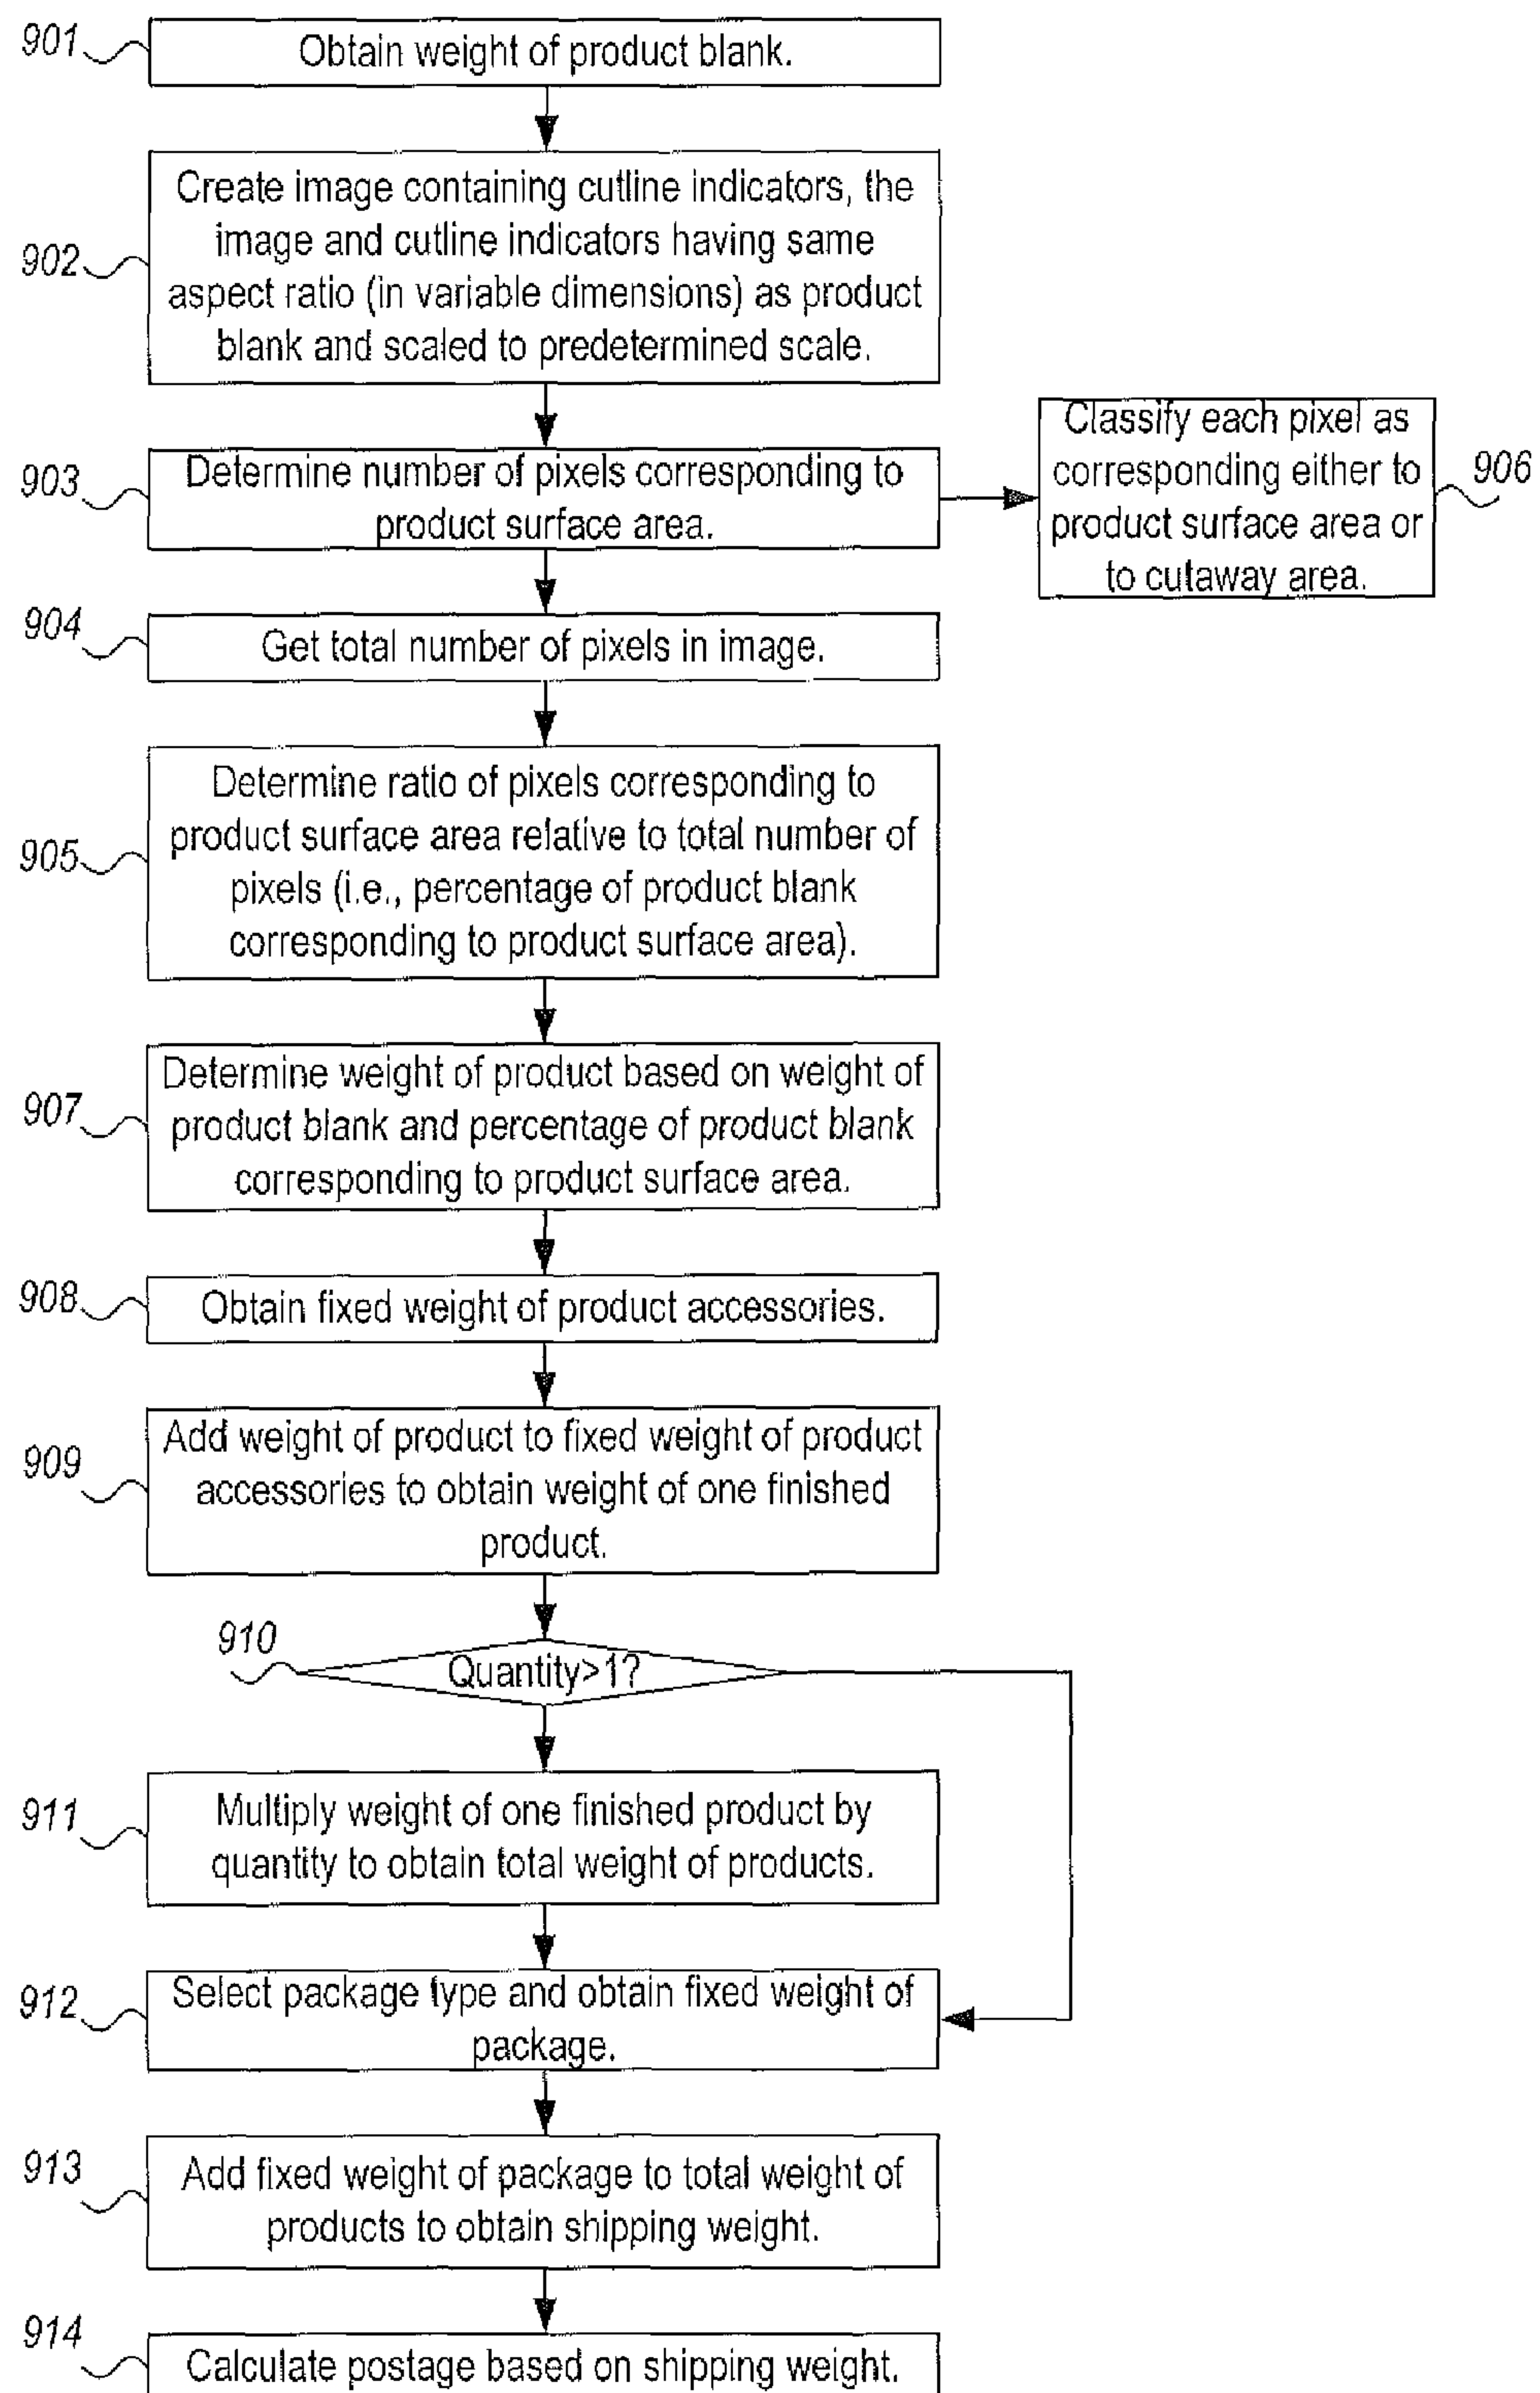 901
Obtain weight of product blank.
902
Create image containing cutline indicators, the
image and cutline indicators having same
aspect ratio (in variable dimensions) as product
blank and scaled to predetermined scale.
903
Determine number of pixels corresponding to
product surface area.
Classify each pixel as
corresponding either to
product surface area or
to cutaway area.
906
904
Get total number of pixels in image.
905
Determine ratio of pixels corresponding to
product surface area relative to total number of
pixels (i.e., percentage of product blank
corresponding to product surface area).
907
Determine weight of product based on weight of
product blank and percentage of product blank
corresponding to product surface area.
908
Obtain fixed weight of product accessories.
909
Add weight of product to fixed weight of product
accessories to obtain weight of one finished
product.
910
Quantity>1?
911
Multiply weight of one finished product by
quantity to obtain total weight of products.
912
Select package type and obtain fixed weight of
package.
913
Add fixed weight of package to total weight of
products to obtain shipping weight.
914
Calculate postage based on shipping weight.